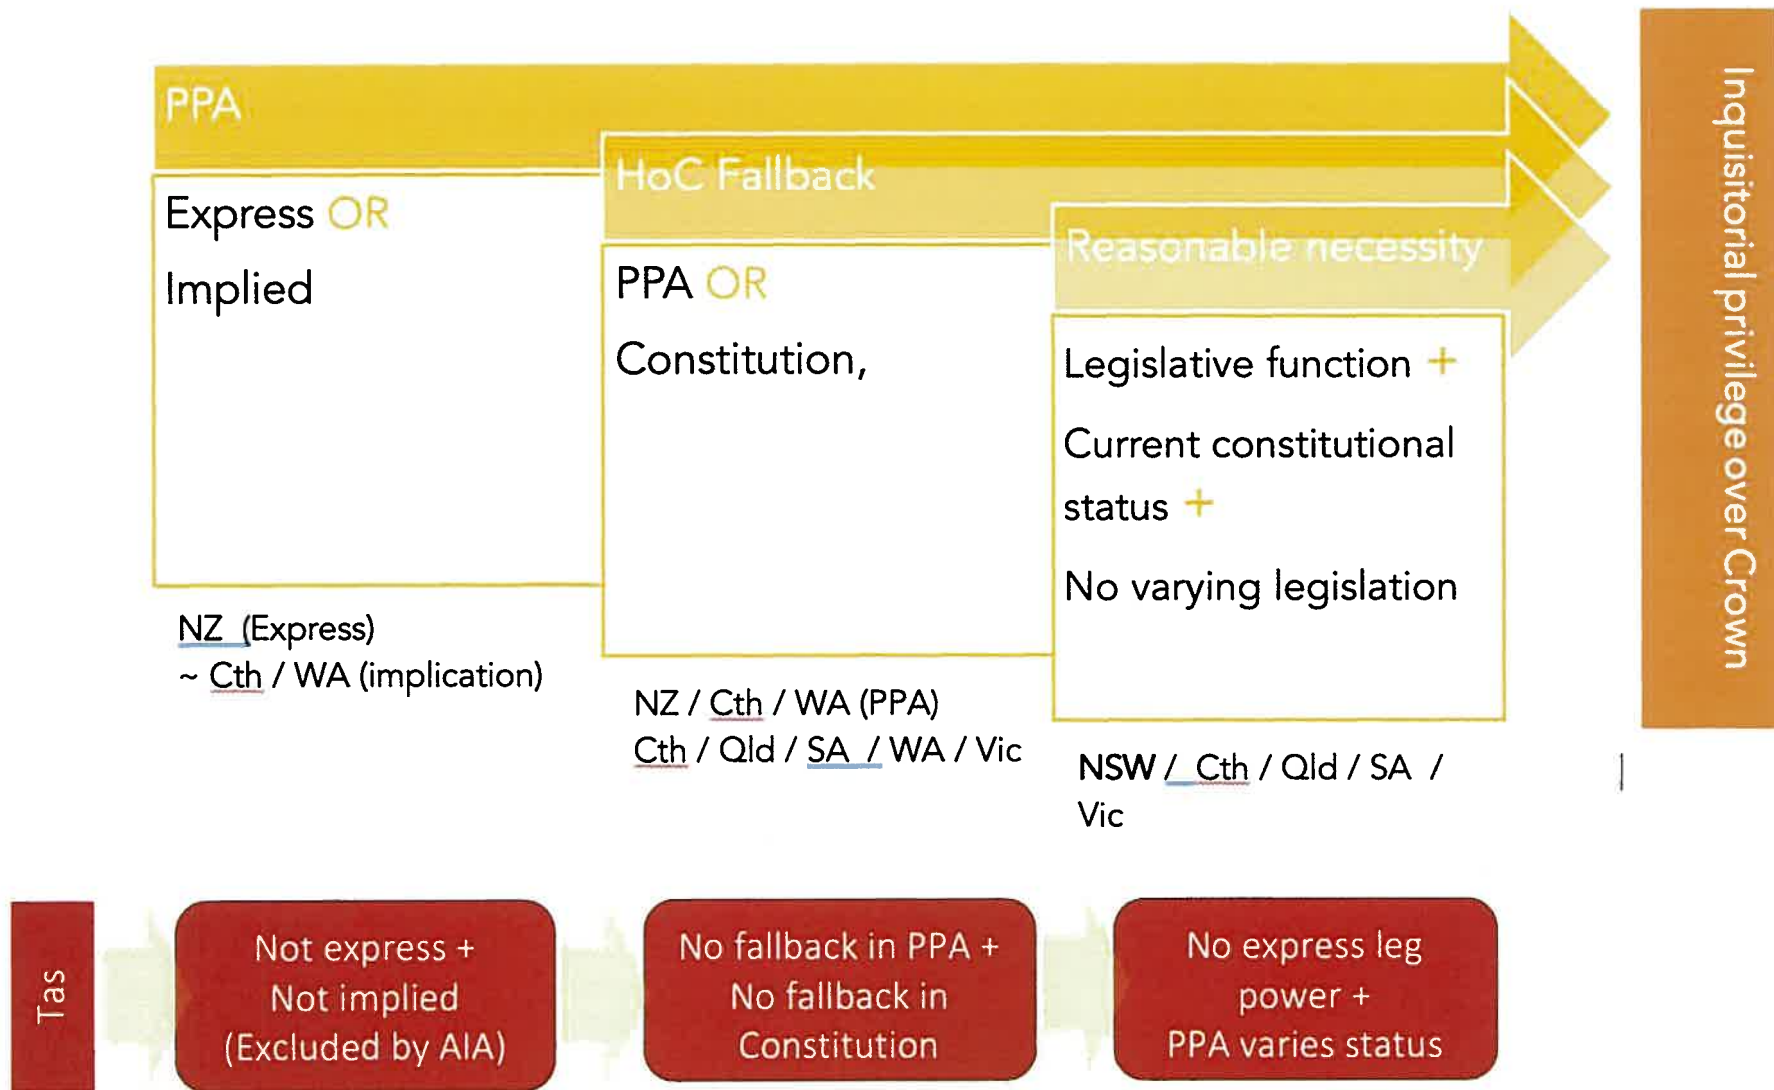 PPA
Express OR
Implied
NZ (Express)
~ Cth / WA (implication)
HoC Fallback
PPA OR
Constitution,
NZ / Cth / WA (PPA)
Cth / Qld / SA / WA / Vic
Reasonable necessity
Legislative function +
Current constitutional
status +
No varying legislation
NSW / Cth / Qld / SA /
Vic
Inquisitorial privilege over Crown
Tas
Not express +
Not implied
(Excluded by AIA)
No fallback in PPA +
No fallback in
Constitution
No express leg
power +
PPA varies status